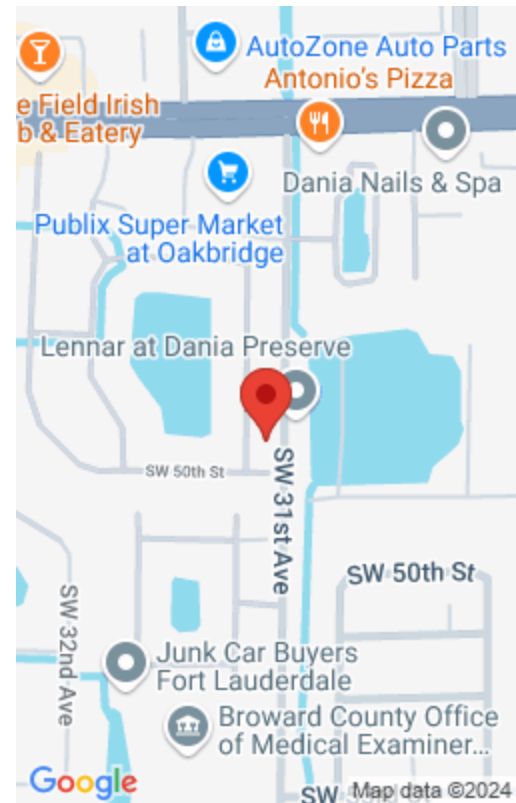 AutoZone Auto Parts
Antonio's Pizza
e Field Irish
b & Eatery
Dania Nails & Spa
Publix Super Market
at Oakbridge
Lennar at Dania Preserve
SW 50th St
SW 31st Ave
SW 50th St
SW 32nd Ave
Junk Car Buyers
Fort Lauderdale
Broward County Office
of Medical Examiner...
Google
SW
Map data ©2024